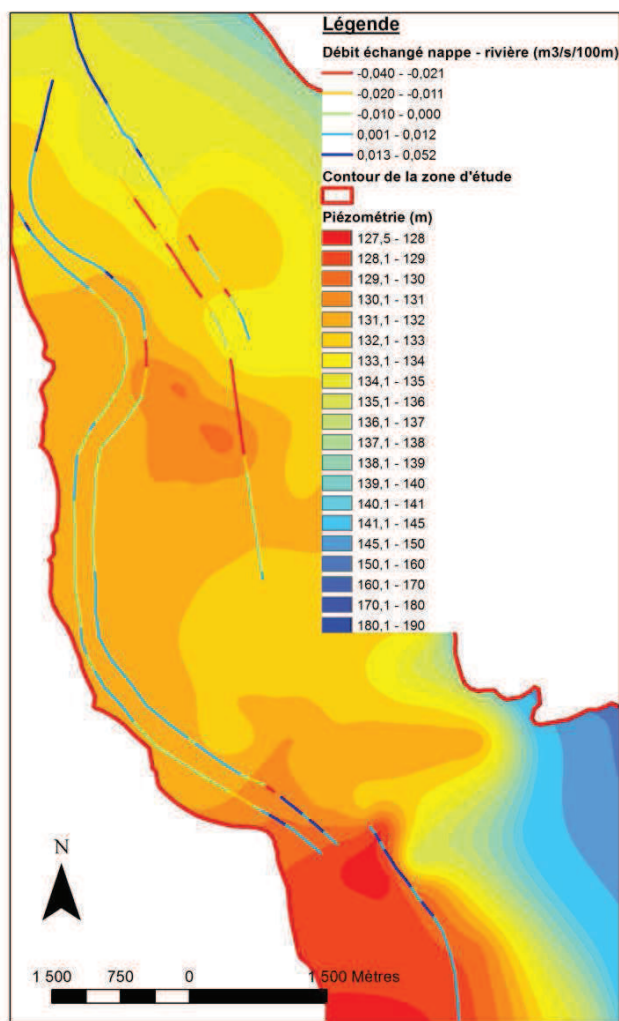 Légende
Débit échangé nappe - rivière (m3/s/100m)
-0,040 - -0,021
-0,020 - -0,011
-0,010 - 0,000
0,001 - 0,012
0,013 - 0,052
Contour de la zone d'étude
Piézométrie (m)
127,5 - 128
128,1 - 129
129,1 - 130
130,1 - 131
131,1 - 132
132,1 - 133
133,1 - 134
134,1 - 135
135,1 - 136
136,1 - 137
137,1 - 138
138,1 - 139
139,1 - 140
140,1 - 141
141,1 - 145
145,1 - 150
150,1 - 160
160,1 - 170
170,1 - 180
180,1 - 190
N
1 500 750 0 1 500 Mètres